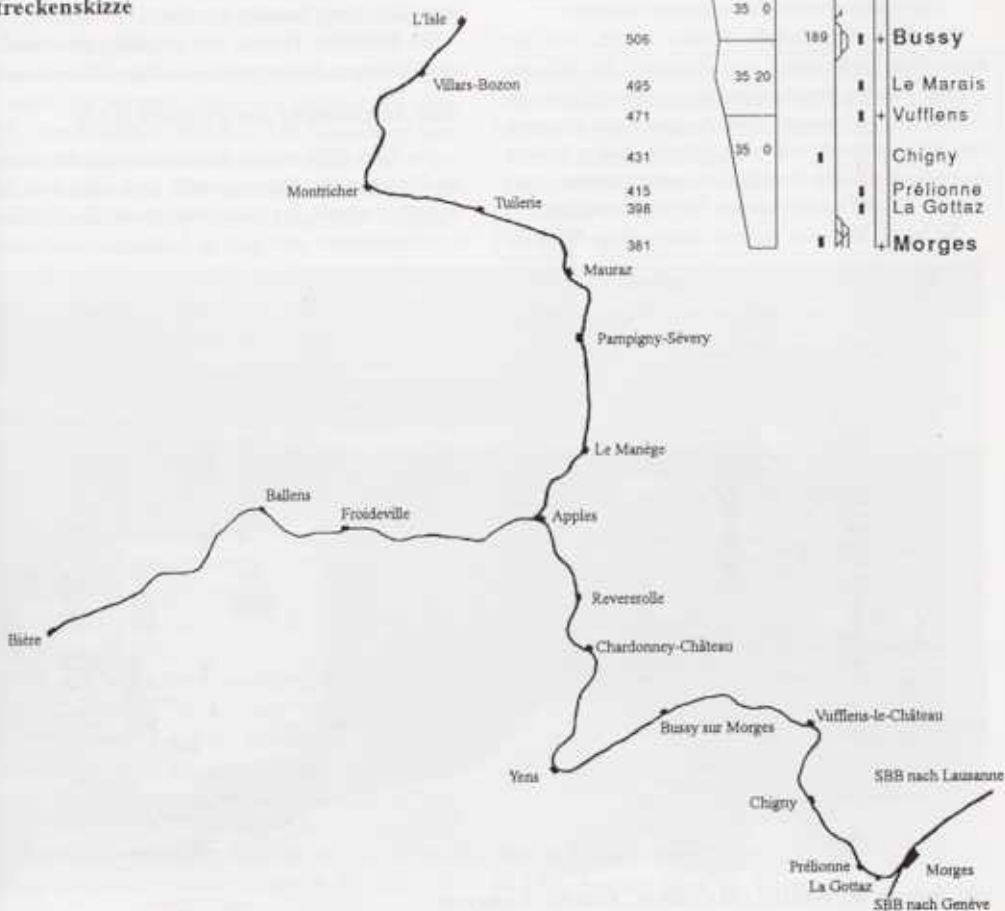 treckenskizze
35 0
506 189 + Bussy
35 20
495 Le Marais
471 + Vufflens
35 0
431 Chigny
415 Prélionne
398 La Gottaz
381 + Morges
L'Isle
Villars-Bozon
Montricher
Tuilerie
Mauraz
Pampigny-Sévery
Le Manège
Ballens
Froideville
Apples
Bière
Revererolle
Chardonney-Château
Bussy sur Morges
Vufflens-le-Château
Yens
SBB nach Lausanne
Chigny
Prélionne
Morges
La Gottaz
SBB nach Genève